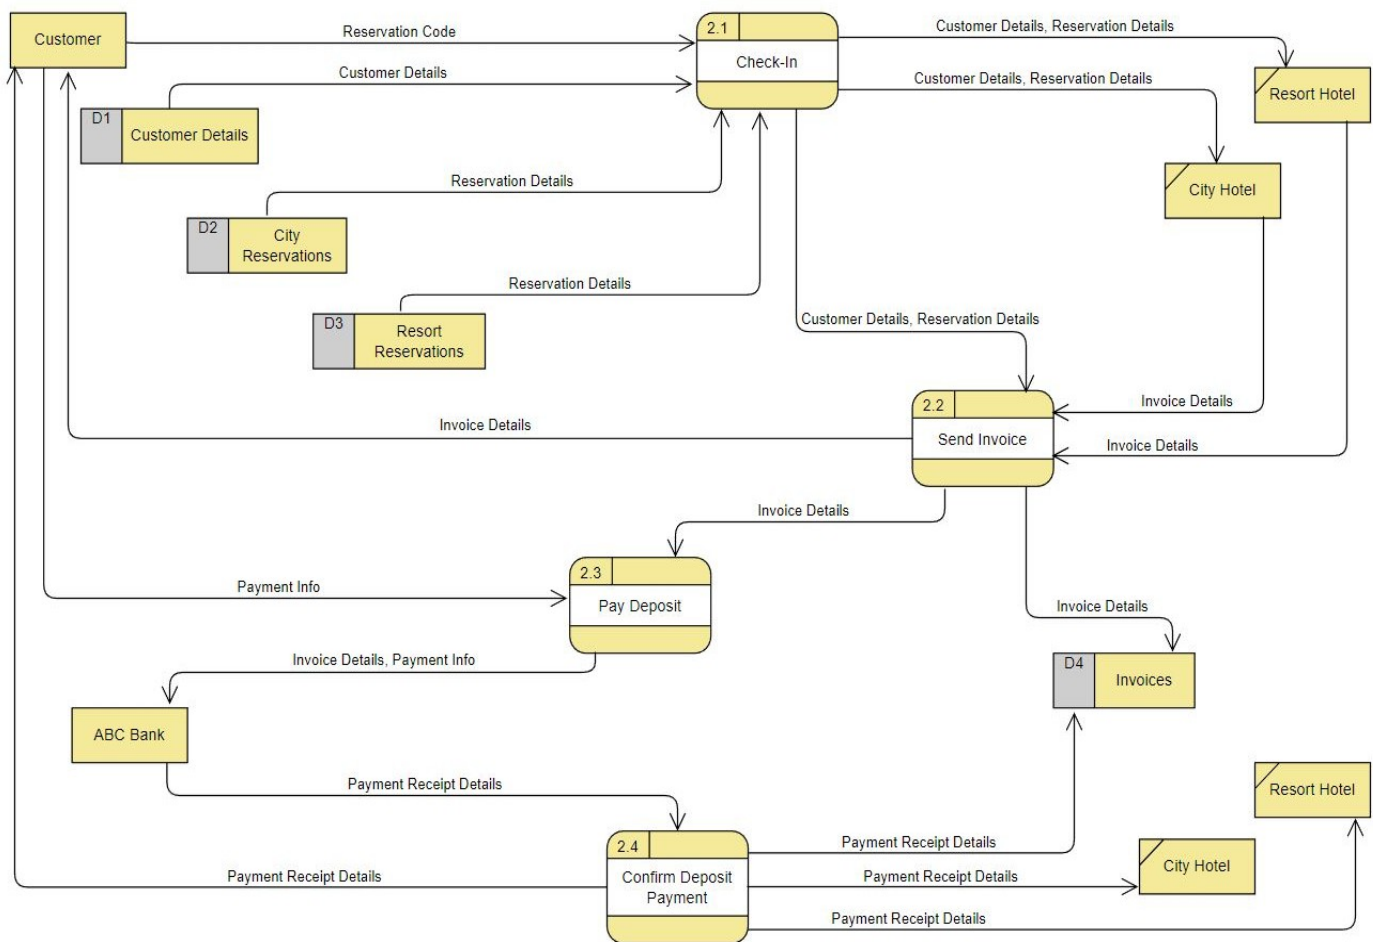 Customer
Reservation Code
2.1
Check-In
Customer Details, Reservation Details
Resort Hotel
Customer Details
Customer Details, Reservation Details
D1
Customer Details
City Hotel
Reservation Details
D2
City
Reservations
Reservation Details
D3
Resort
Reservations
Customer Details, Reservation Details
2.2
Send Invoice
Invoice Details
Invoice Details
Invoice Details
Invoice Details
2.3
Pay Deposit
Payment Info
Invoice Details
Invoice Details, Payment Info
D4
Invoices
ABC Bank
Payment Receipt Details
Resort Hotel
2.4
Confirm Deposit
Payment
Payment Receipt Details
City Hotel
Payment Receipt Details
Payment Receipt Details
Payment Receipt Details